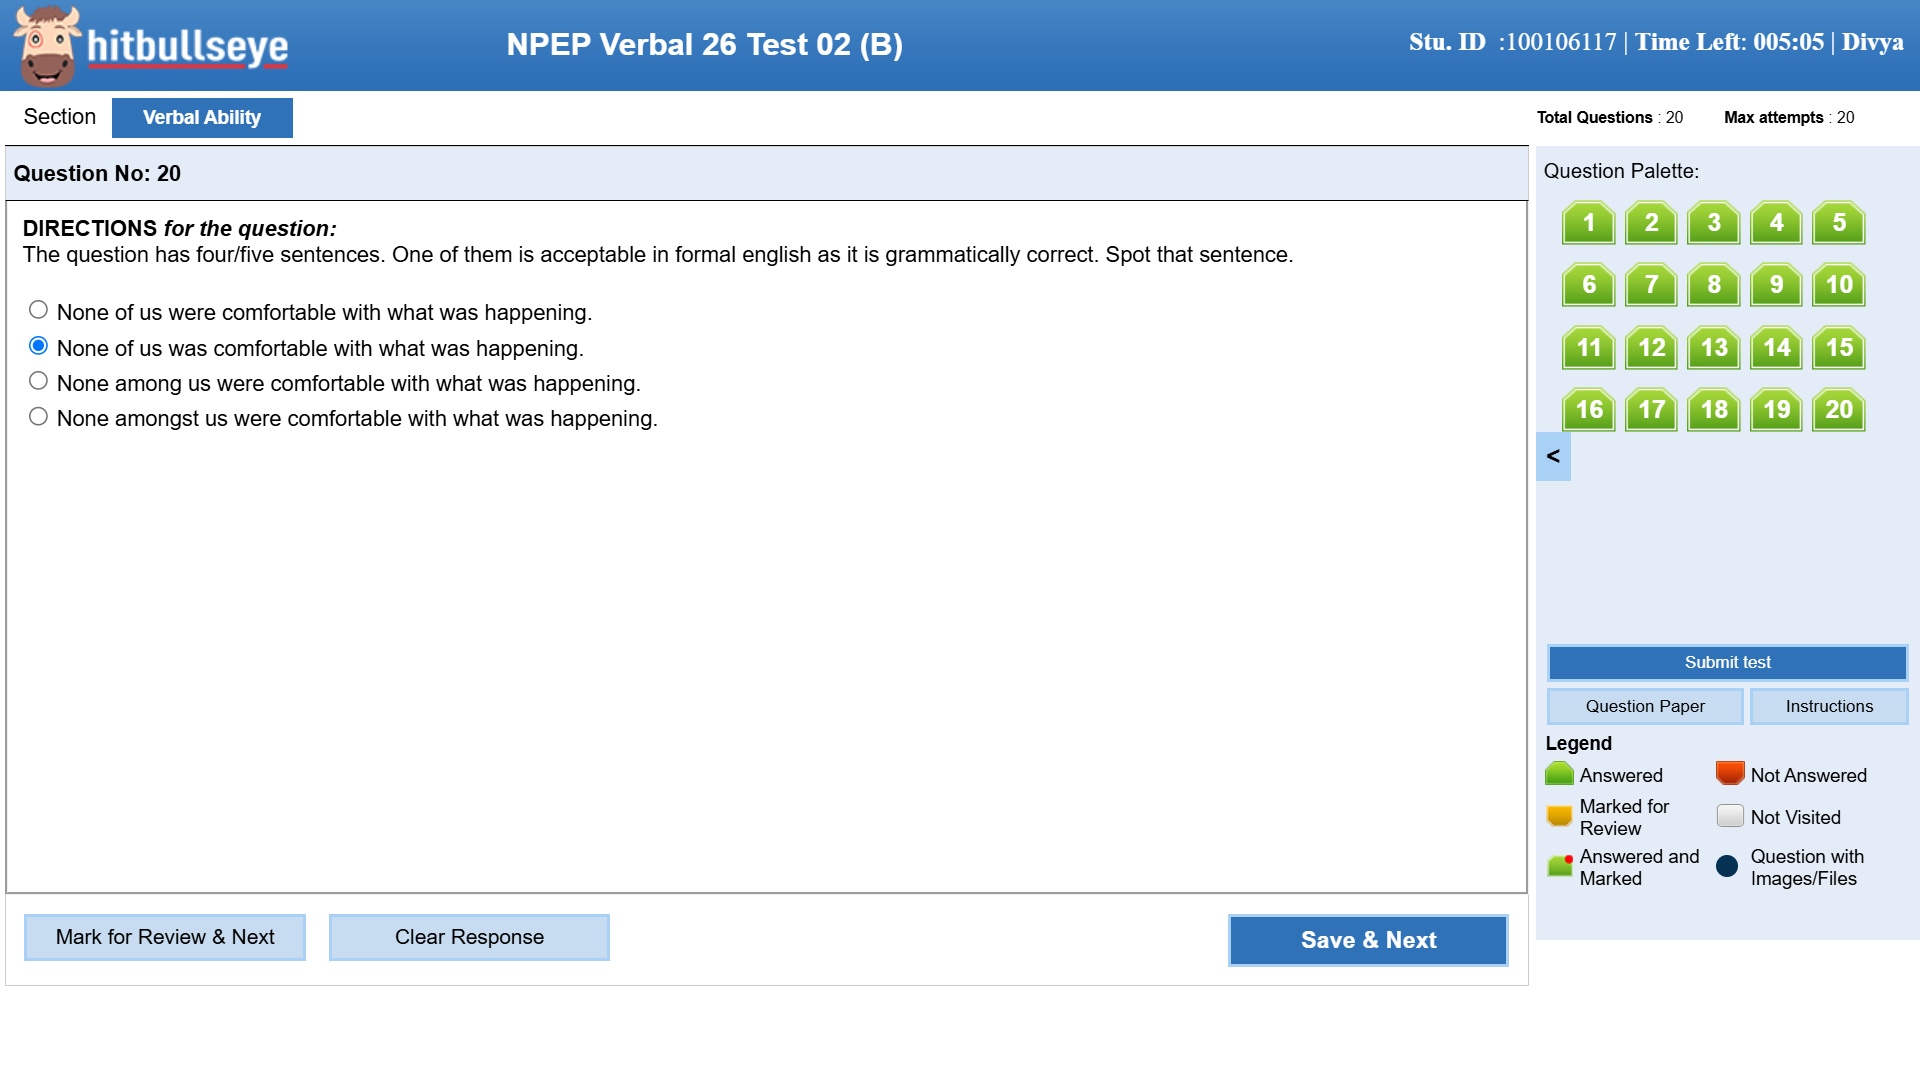 hitbullseye
NPEP Verbal 26 Test 02 (B)
Stu. ID :100106117 | Time Left: 005:05 | Divya
Section
Verbal Ability
Total Questions : 20
Max attempts : 20
Question No: 20
DIRECTIONS for the question:
The question has four/five sentences. One of them is acceptable in formal english as it is grammatically correct. Spot that sentence.
None of us were comfortable with what was happening.
None of us was comfortable with what was happening.
None among us were comfortable with what was happening.
None amongst us were comfortable with what was happening.
Mark for Review & Next
Clear Response
Save & Next
Question Palette:
1 2 3 4 5
6 7 8 9 10
11 12 13 14 15
16 17 18 19 20
<
Submit test
Question Paper
Instructions
Legend
Answered
Not Answered
Marked for
Review
Not Visited
Answered and
Marked
Question with
Images/Files